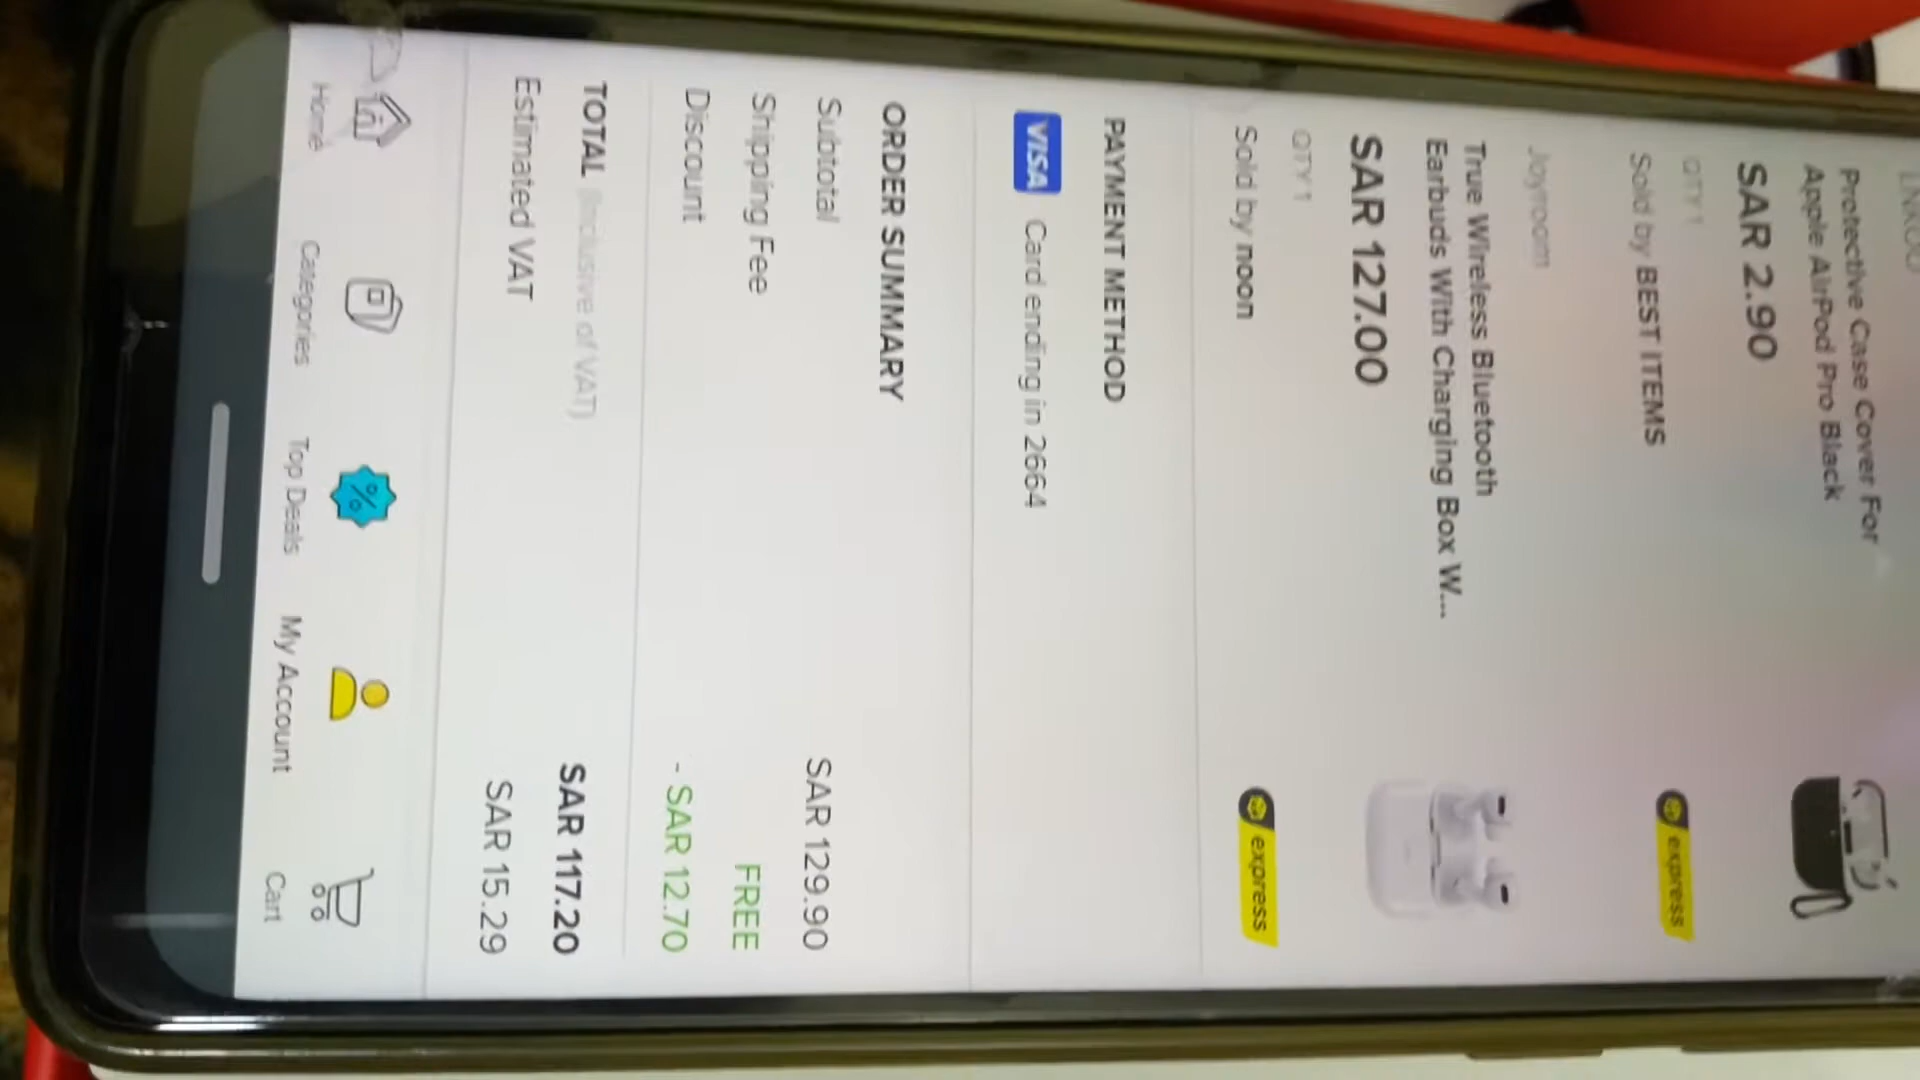 LNKOO
Protective Case Cover For
Apple AirPod Pro Black
SAR 2.90
QTY 1
Sold by BEST ITEMS
express
Joyroom
True Wireless Bluetooth
Earbuds With Charging Box W...
SAR 127.00
QTY 1
Sold by noon
express
PAYMENT METHOD
VISA Card ending in 2664
ORDER SUMMARY
Subtotal SAR 129.90
Shipping Fee FREE
Discount - SAR 12.70
TOTAL (Inclusive of VAT) SAR 117.20
Estimated VAT SAR 15.29
Home Categories Top Deals My Account Cart